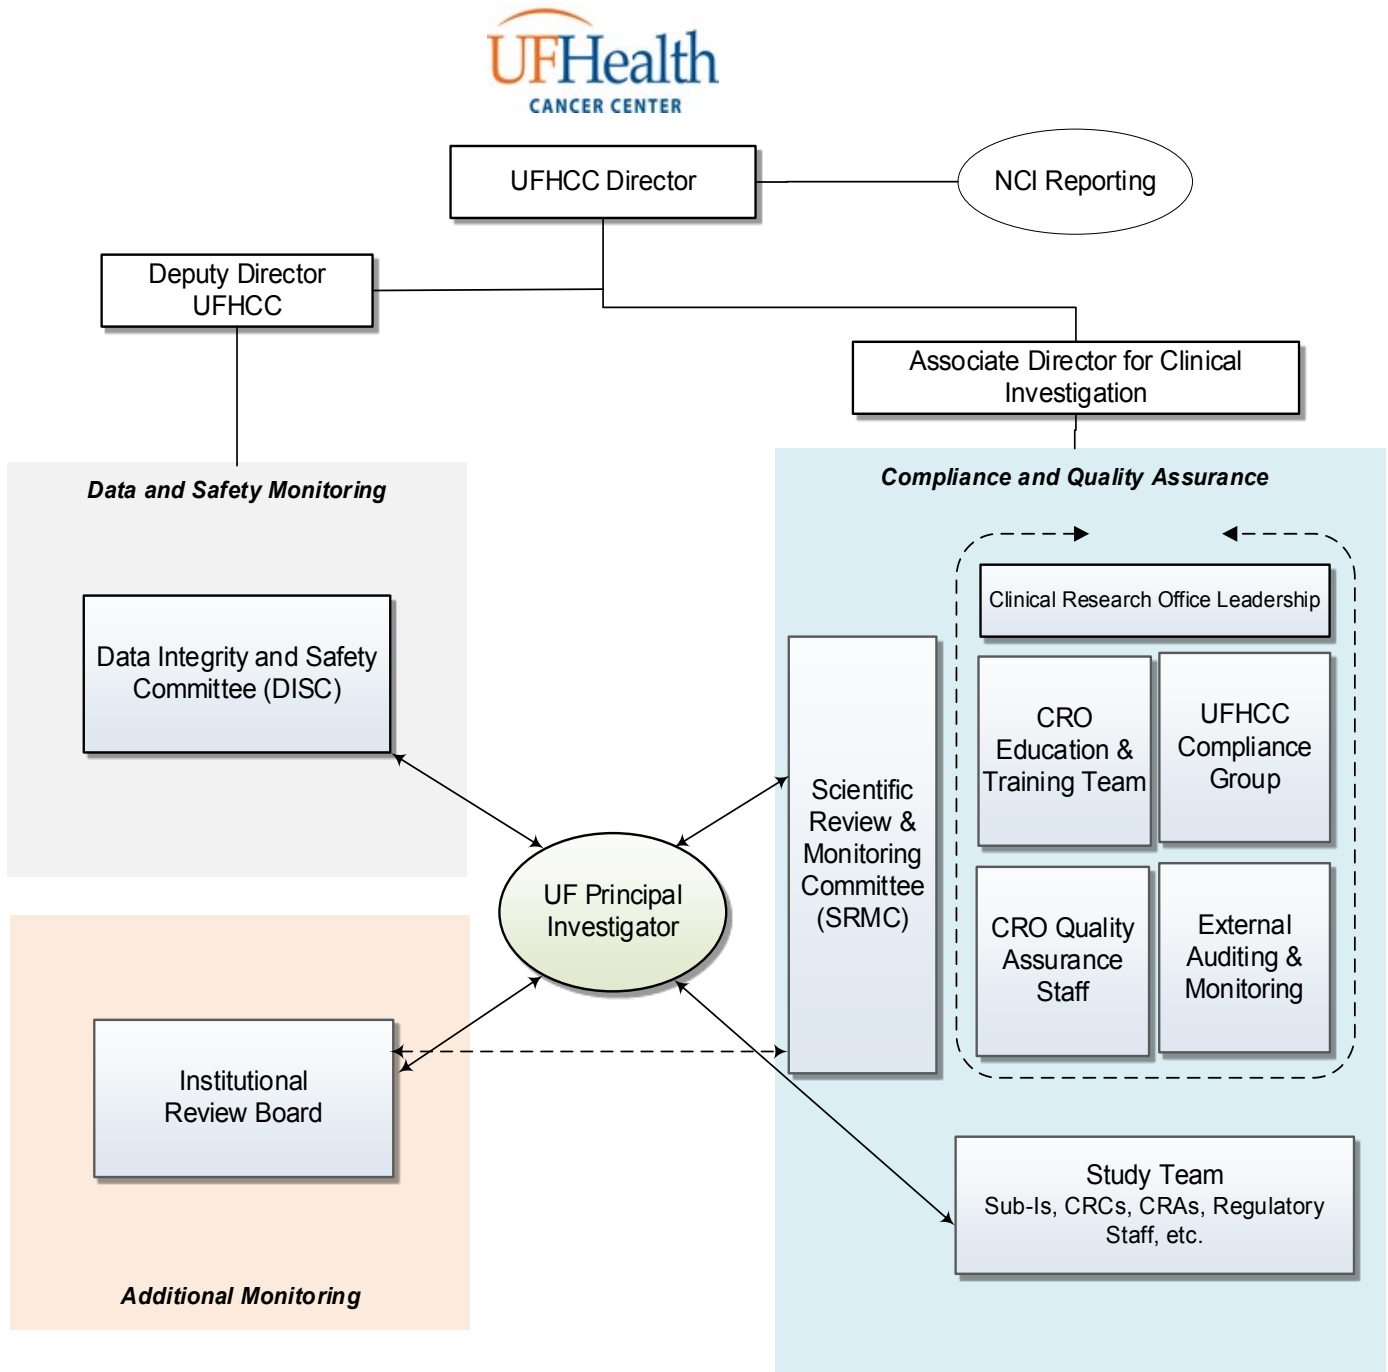 UFHealth
CANCER CENTER
UFHCC Director
NCI Reporting
Deputy Director
UFHCC
Associate Director for Clinical
Investigation
Data and Safety Monitoring
Compliance and Quality Assurance
Data Integrity and Safety
Committee (DISC)
Clinical Research Office Leadership
CRO
Education &
Training Team
UFHCC
Compliance
Group
Scientific
Review &
Monitoring
Committee
(SRMC)
UF Principal
Investigator
CRO Quality
Assurance
Staff
External
Auditing &
Monitoring
Institutional
Review Board
Study Team
Sub-Is, CRCs, CRAs, Regulatory
Staff, etc.
Additional Monitoring